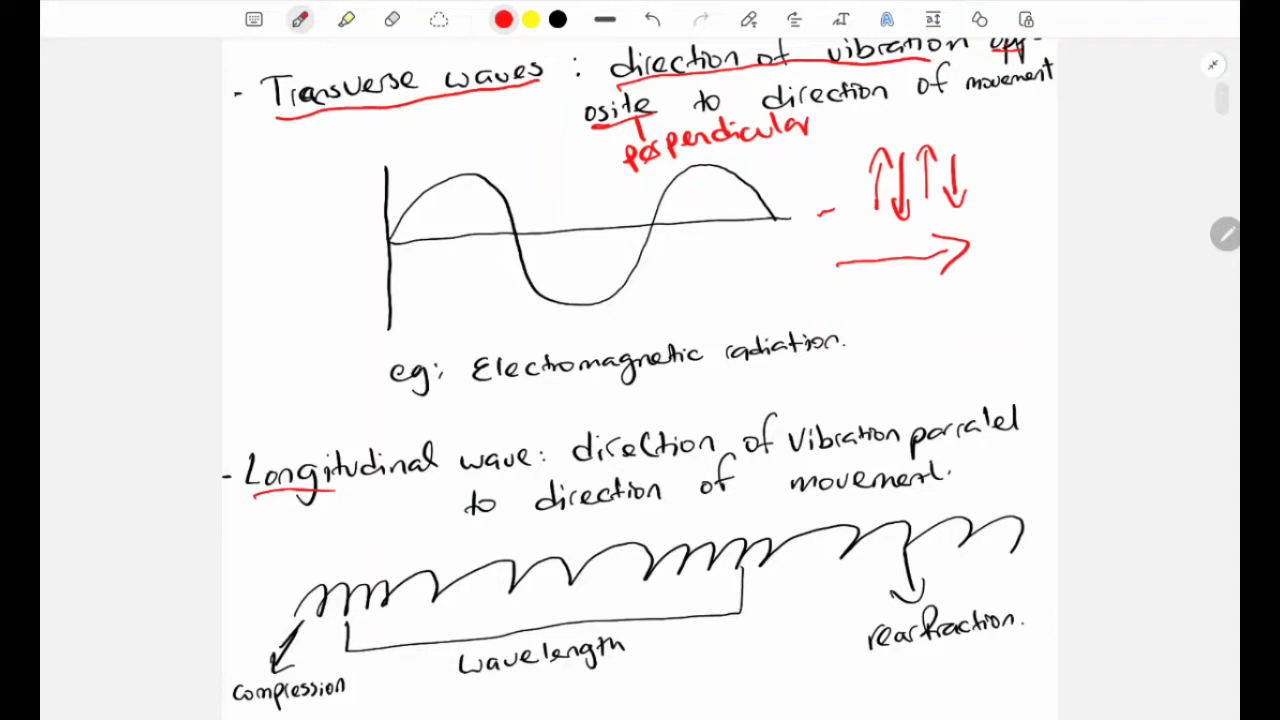 - Transverse waves : direction of vibration opp-
osite to direction of movement
perpendicular
eg: Electromagnetic radiation.
- Longitudinal wave: direction of vibration parralel
to direction of movement.
wavelength
rearfraction.
compression